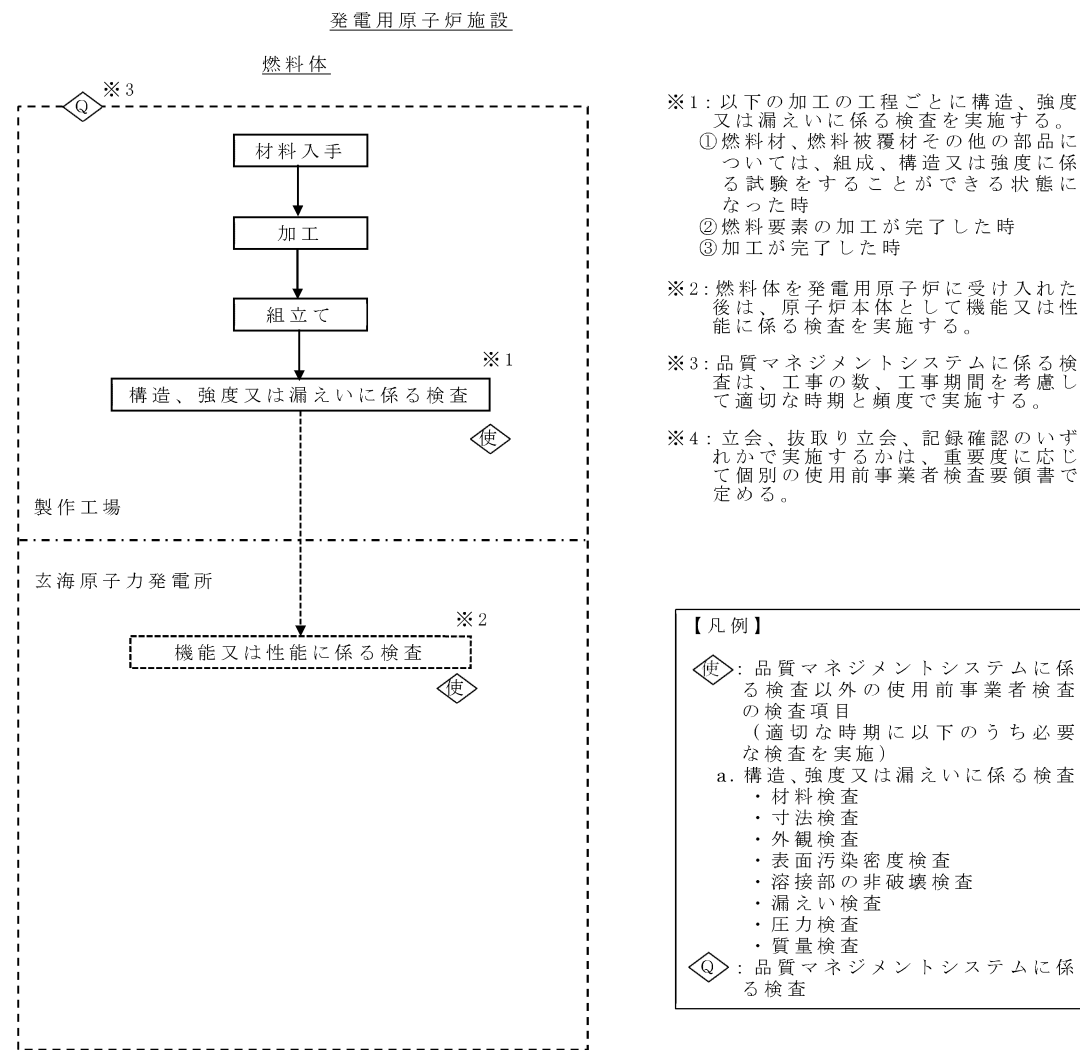 発電用原子炉施設
燃料体
Q
※3
材料入手
加工
組立て
※1
構造、強度又は漏えいに係る検査
使
製作工場
玄海原子力発電所
※2
機能又は性能に係る検査
使
※1:以下の加工の工程ごとに構造、強度
又は漏えいに係る検査を実施する。
①燃料材、燃料被覆材その他の部品に
ついては、組成、構造又は強度に係
る試験をすることができる状態に
なった時
②燃料要素の加工が完了した時
③加工が完了した時
※2:燃料体を発電用原子炉に受け入れた
後は、原子炉本体として機能又は性
能に係る検査を実施する。
※3:品質マネジメントシステムに係る検
査は、工事の数、工事期間を考慮し
て適切な時期と頻度で実施する。
※4:立会、抜取り立会、記録確認のいず
れかで実施するかは、重要度に応じ
て個別の使用前事業者検査要領書で
定める。
【凡例】
使:品質マネジメントシステムに係
る検査以外の使用前事業者検査
の検査項目
(適切な時期に以下のうち必要
な検査を実施)
a.構造、強度又は漏えいに係る検査
・材料検査
・寸法検査
・外観検査
・表面汚染密度検査
・溶接部の非破壊検査
・漏えい検査
・圧力検査
・質量検査
Q:品質マネジメントシステムに係
る検査